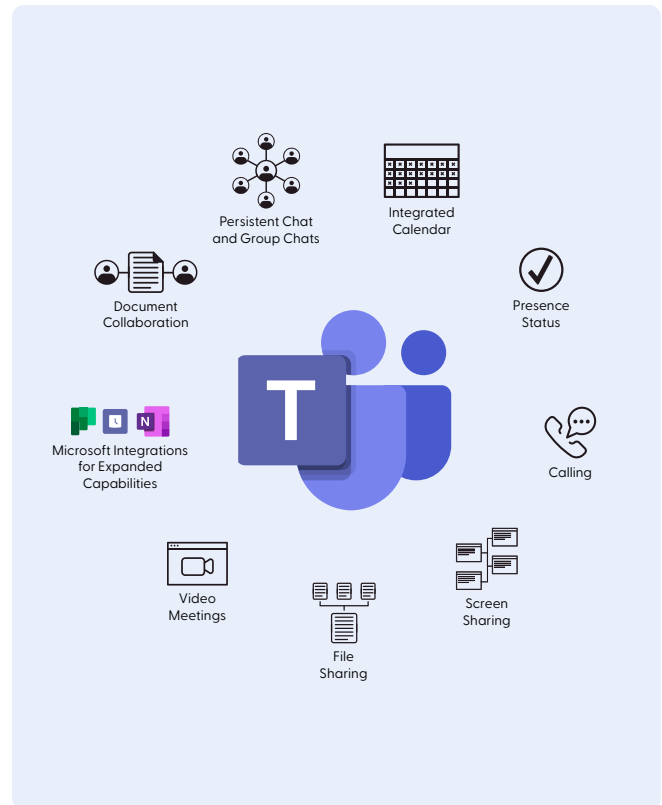 Persistent Chat
and Group Chats
Integrated
Calendar
Document
Collaboration
Presence
Status
T
N
Microsoft Integrations
for Expanded
Capabilities
Calling
Video
Meetings
Screen
Sharing
File
Sharing